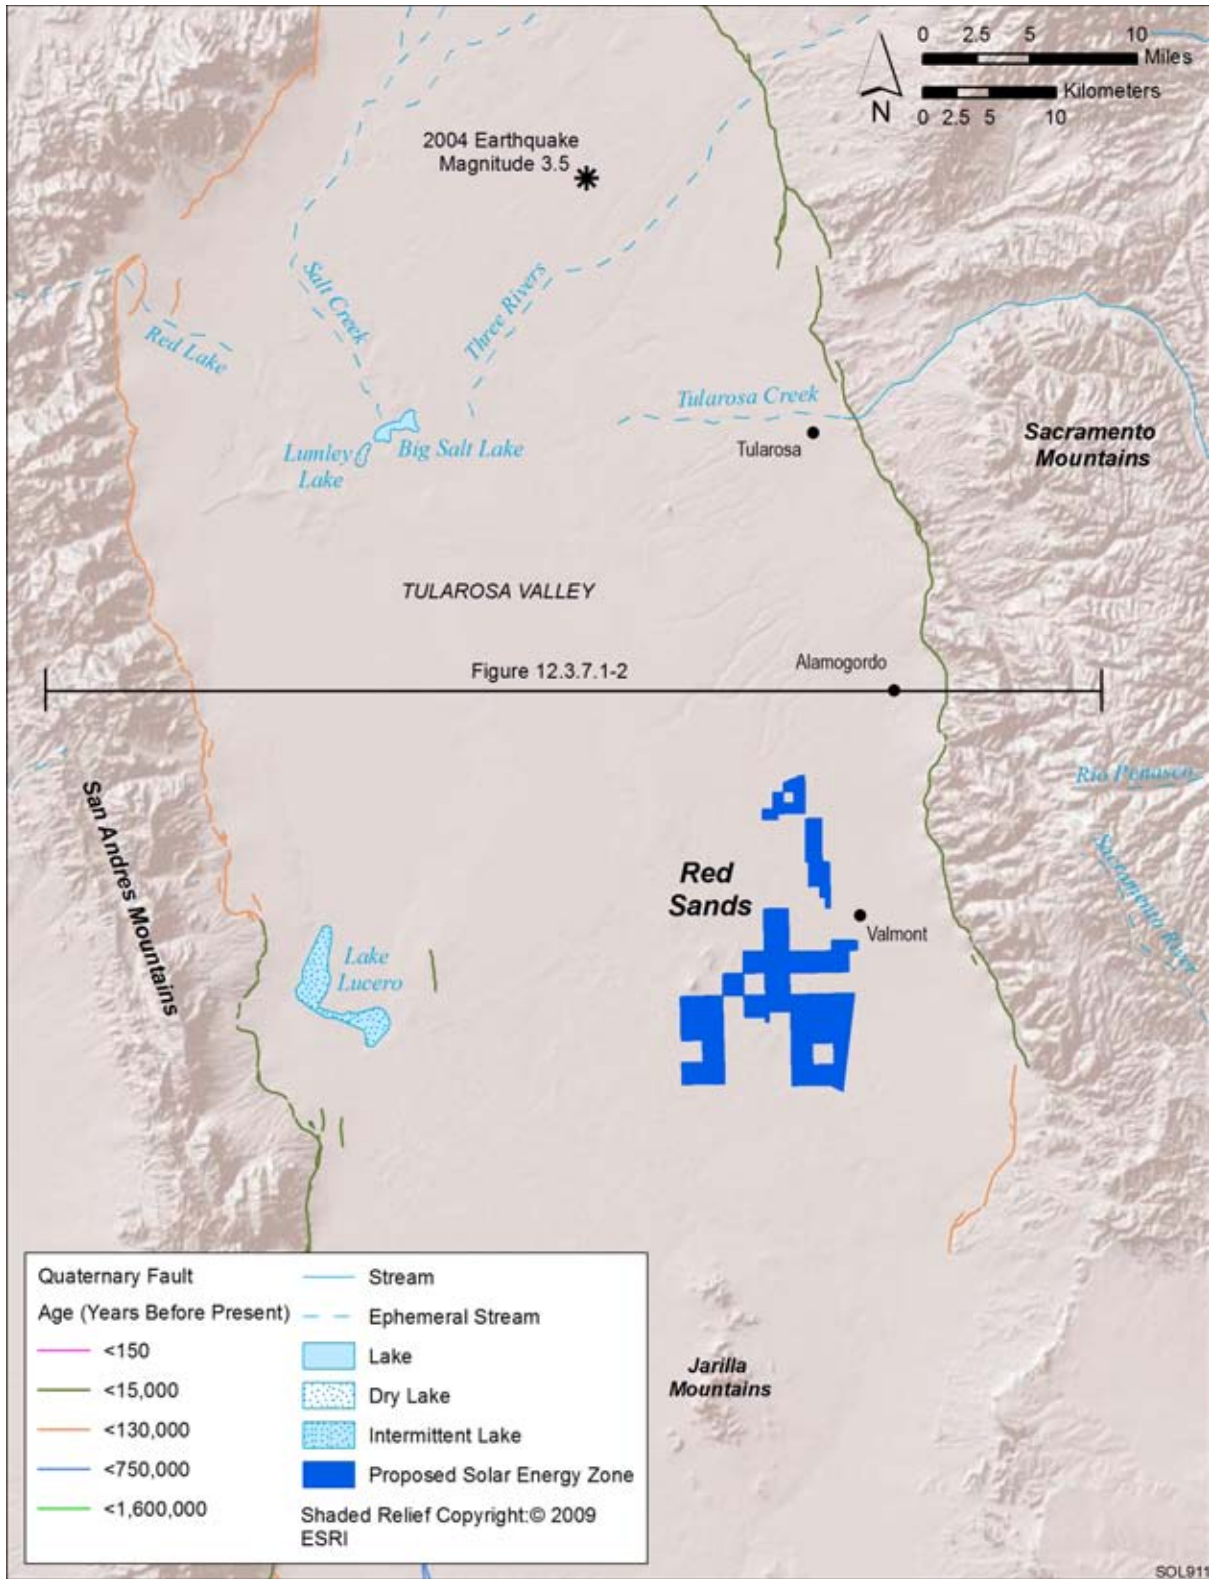 0 2.5 5 10
Miles
Kilometers
0 2.5 5 10
N
2004 Earthquake
Magnitude 3.5
Salt Creek
Three Rivers
Red Lake
Tularosa Creek
Tularosa
Sacramento
Mountains
Big Salt Lake
Lumley
Lake
TULAROSA VALLEY
Figure 12.3.7.1-2
Alamogordo
Rio Penasco
San Andres Mountains
Red
Sands
Sacramento River
Valmont
Lake
Lucero
Jarilla
Mountains
Quaternary Fault
Age (Years Before Present)
<150
<15,000
<130,000
<750,000
<1,600,000
Stream
Ephemeral Stream
Lake
Dry Lake
Intermittent Lake
Proposed Solar Energy Zone
Shaded Relief Copyright:© 2009
ESRI
SOL911